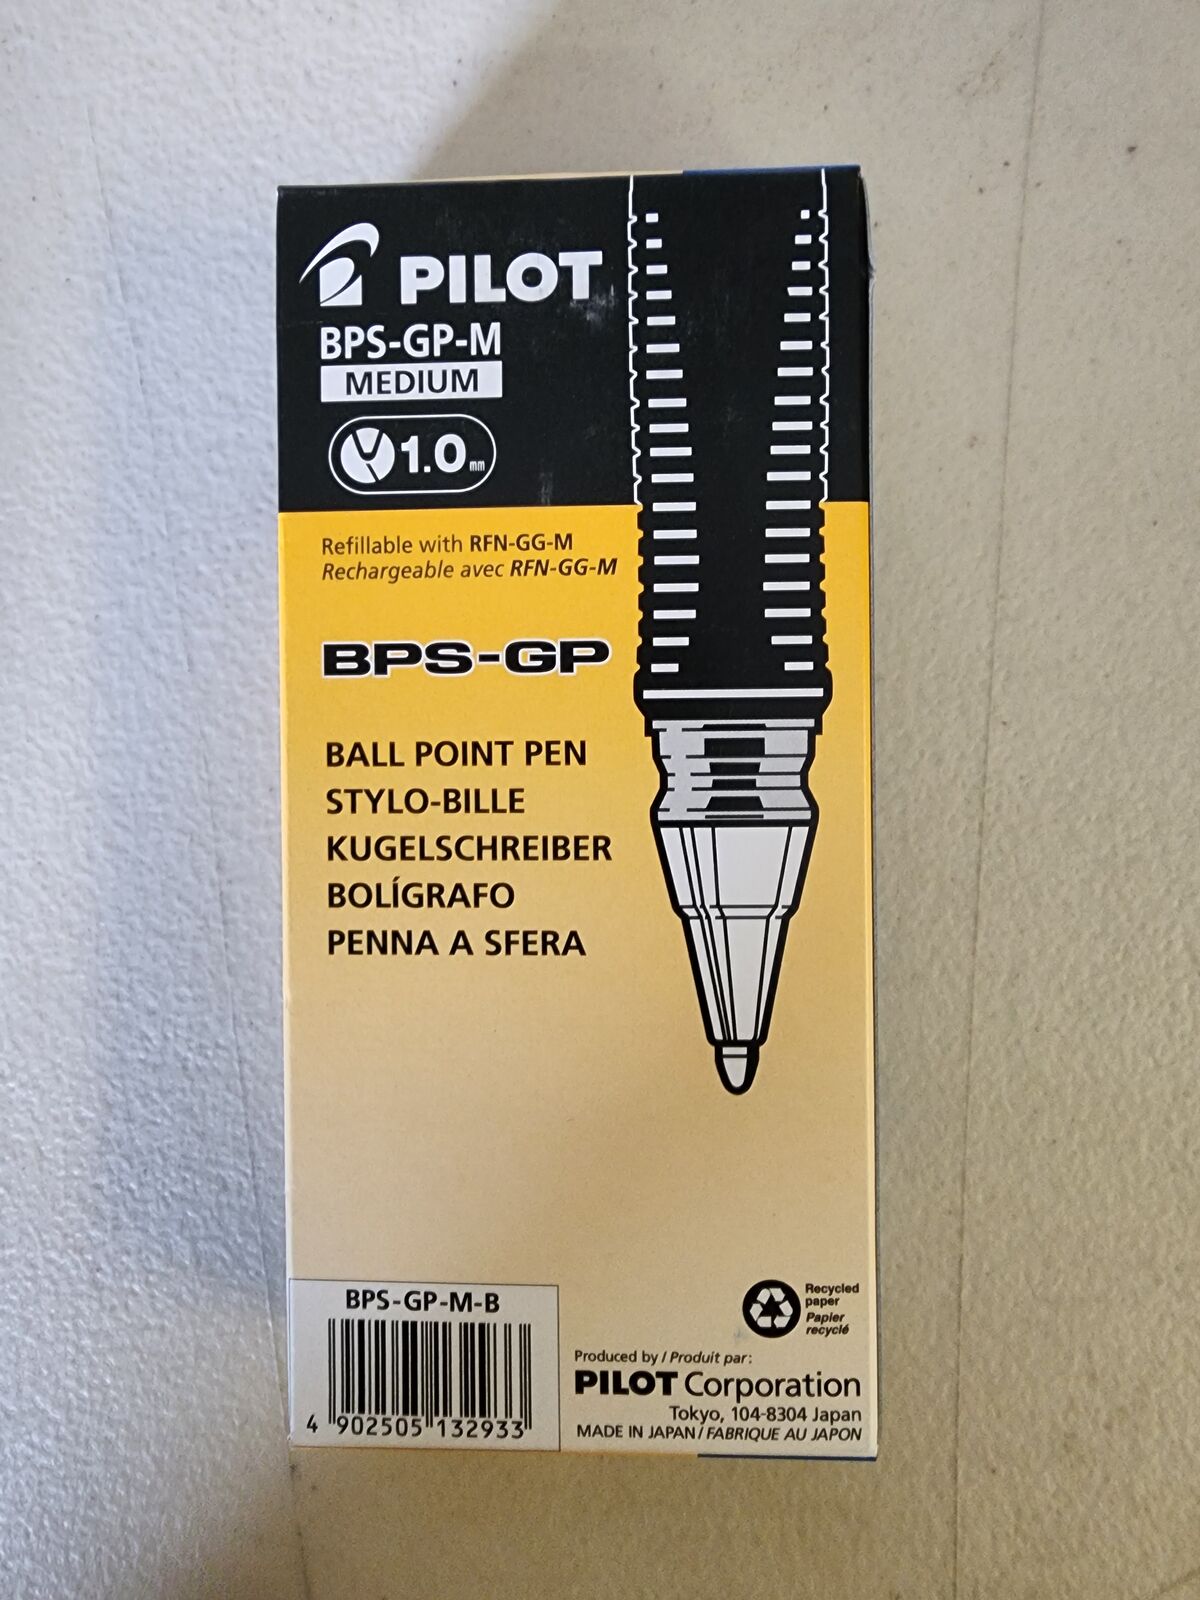 PILOT
BPS-GP-M
MEDIUM
1.0 mm
Refillable with RFN-GG-M
Rechargeable avec RFN-GG-M
BPS-GP
BALL POINT PEN
STYLO-BILLE
KUGELSCHREIBER
BOLÍGRAFO
PENNA A SFERA
BPS-GP-M-B
4 902505 132933
Recycled
paper
Papier
recyclé
Produced by / Produit par:
PILOT Corporation
Tokyo, 104-8304 Japan
MADE IN JAPAN / FABRIQUE AU JAPON